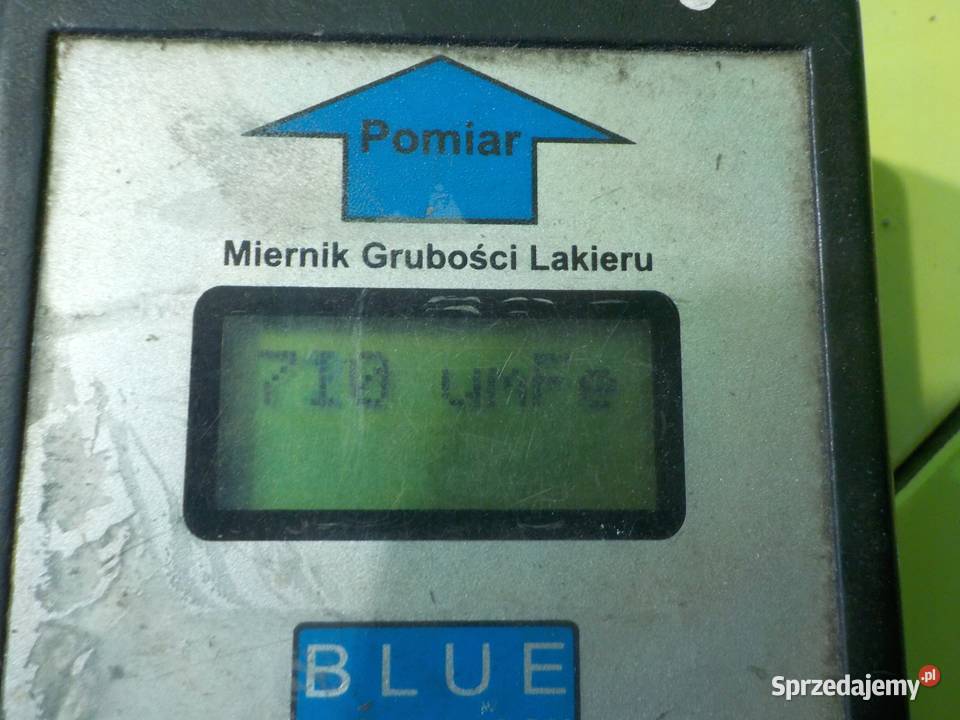 Pomiar
Miernik Grubości Lakieru
710 umFe
BLUE
Sprzedajemy.pl